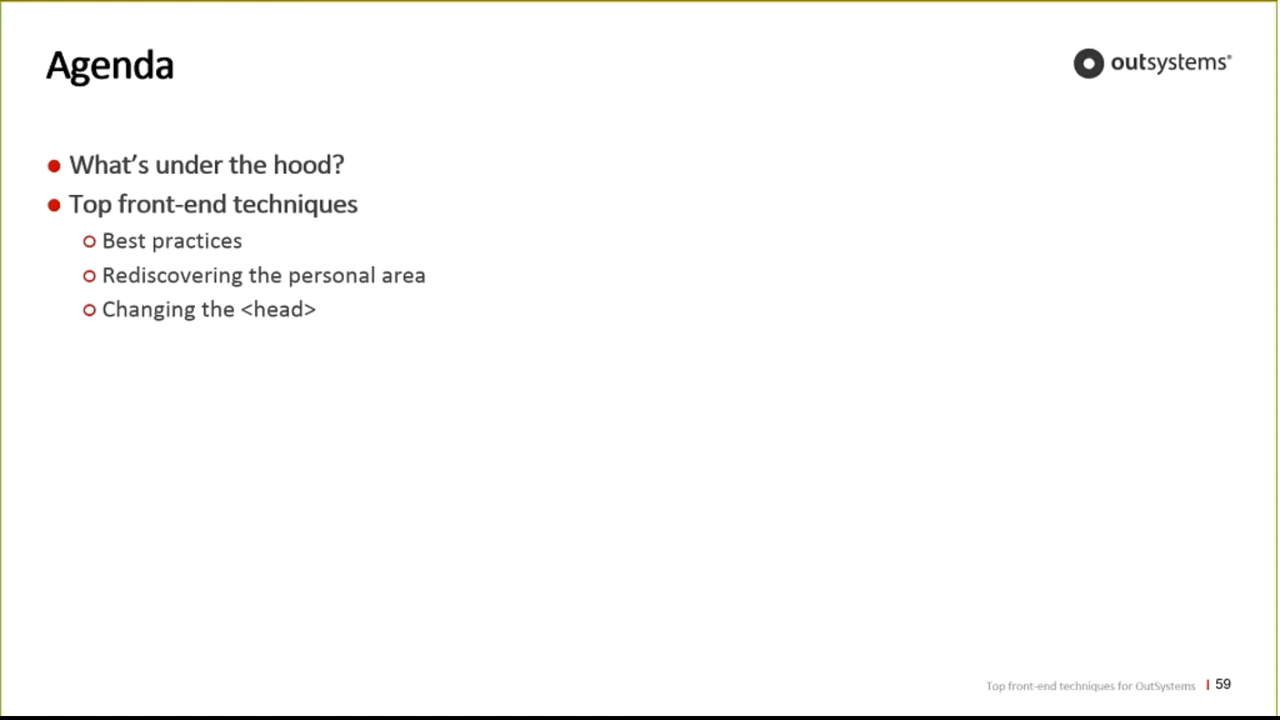 Agenda
outsystems®
What's under the hood?
Top front-end techniques
Best practices
Rediscovering the personal area
Changing the <head>
Top front-end techniques for OutSystems | 59